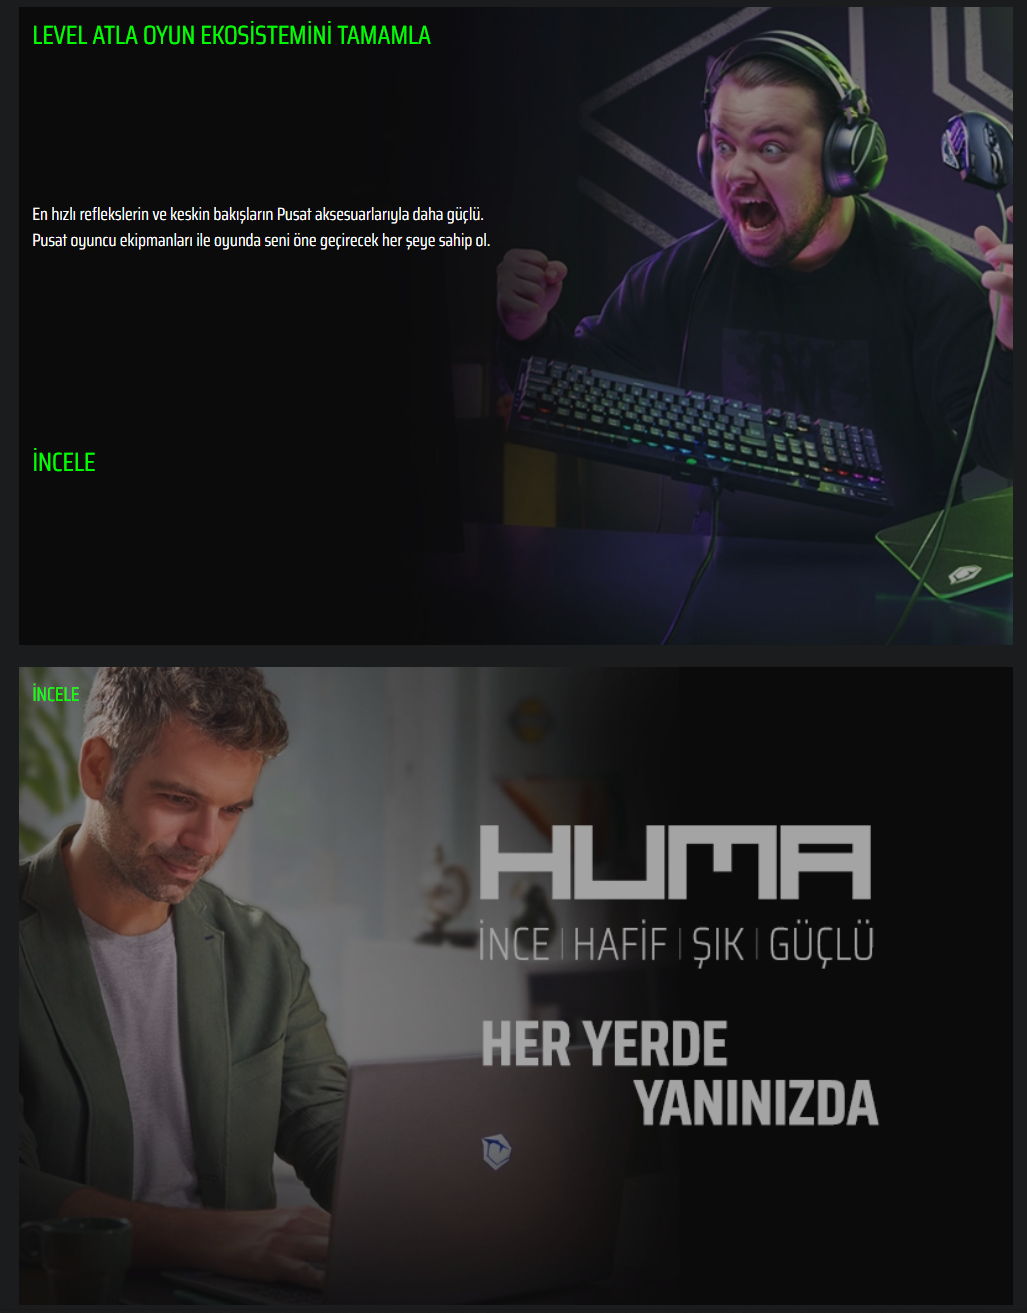 LEVEL ATLA OYUN EKOSİSTEMİNİ TAMAMLA
En hızlı reflekslerin ve keskin bakışların Pusat aksesuarlarıyla daha güçlü.
Pusat oyuncu ekipmanları ile oyunda seni öne geçirecek her şeye sahip ol.
İNCELE
İNCELE
HUMA
İNCE | HAFİF | ŞIK | GÜÇLÜ
HER YERDE
YANINIZDA